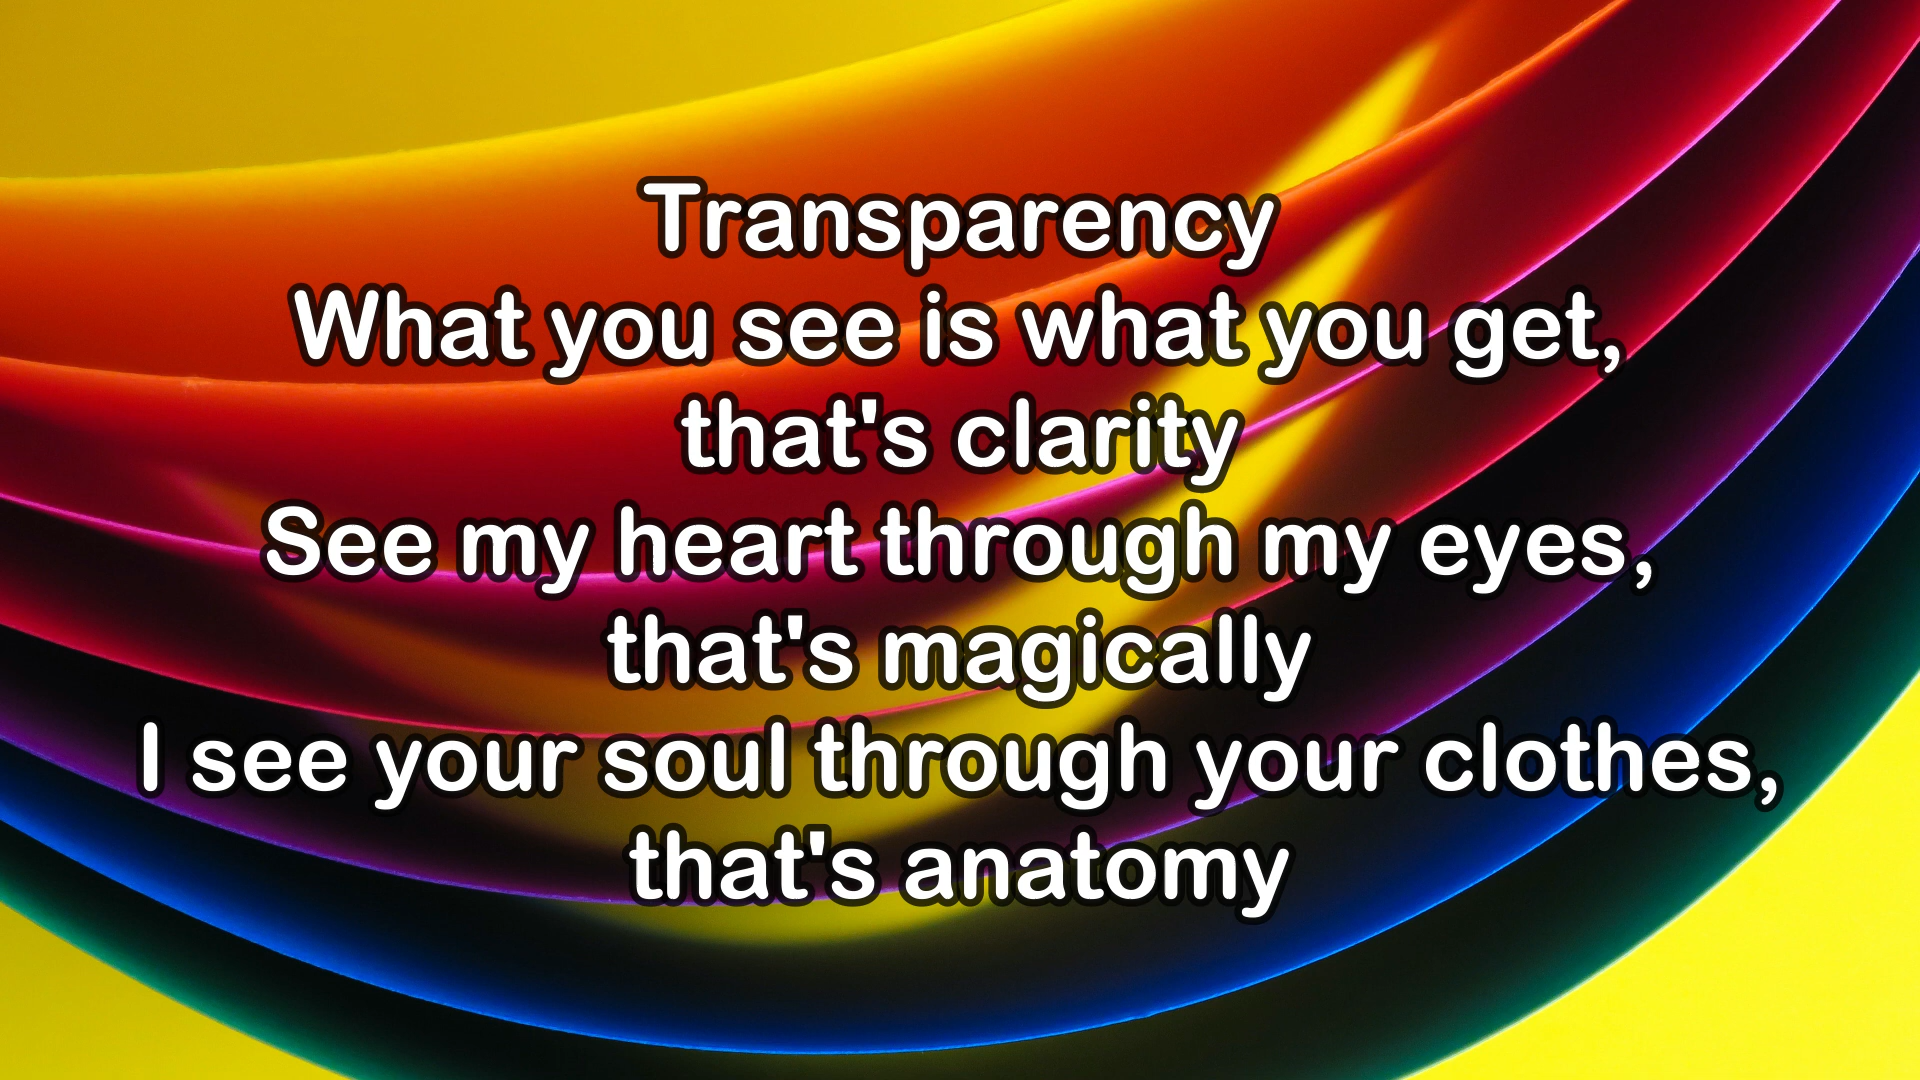 Transparency
What you see is what you get,
that's clarity
See my heart through my eyes,
that's magically
I see your soul through your clothes,
that's anatomy